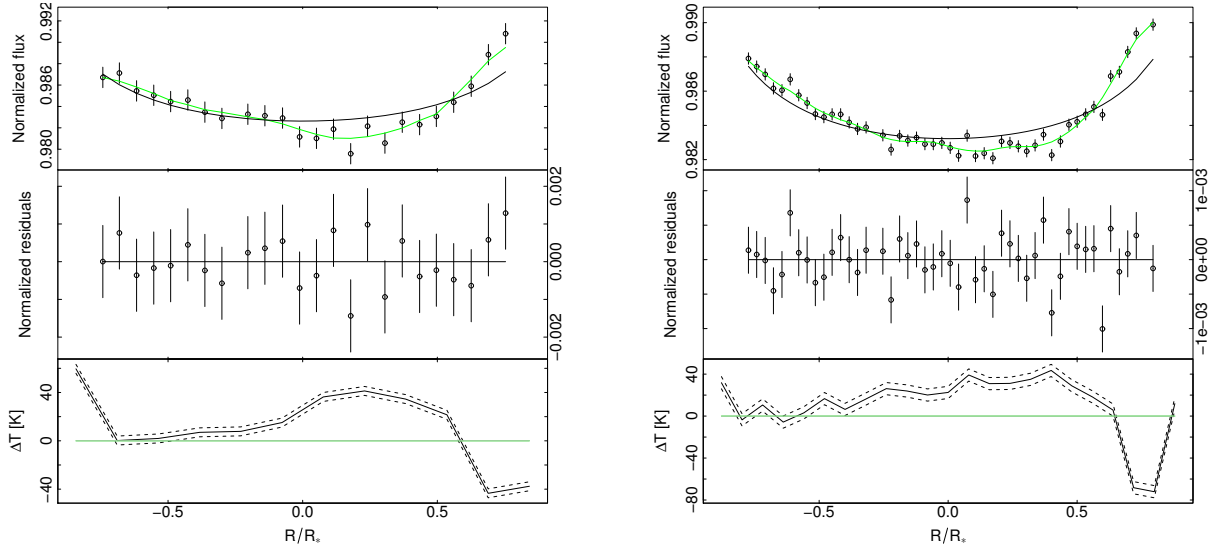 Normalized flux
0.992
0.986
0.980
Normalized residuals
0.002
0.000
−0.002
ΔT [K]
40
0
−40
−0.5
0.0
0.5
R/R*
Normalized flux
0.990
0.986
0.982
Normalized residuals
1e−03
0e+00
−1e−03
ΔT [K]
40
0
−40
−80
−0.5
0.0
0.5
R/R*